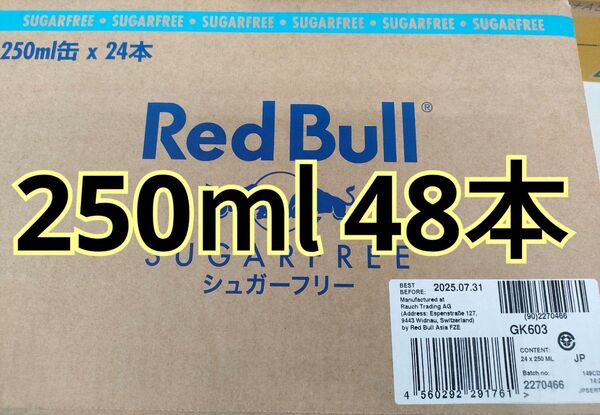 SUGARFREE • SUGARFREE • SUGARFREE • SUGARFREE • SUGARFREE • SUGARFREE
250ml缶 x 24本
Red Bull®
250ml 48本
SUGARFREE
シュガーフリー
BEST
BEFORE: 2025.07.31
Manufactured at
Rauch Trading AG
(Address: Espenstraße 127,
9443 Widnau, Switzerland)
by Red Bull Asia FZE
(90)2270466
GK603
CONTENT:
24 x 250 ML
JP
Batch no:
2270466
4 560292 291761 >